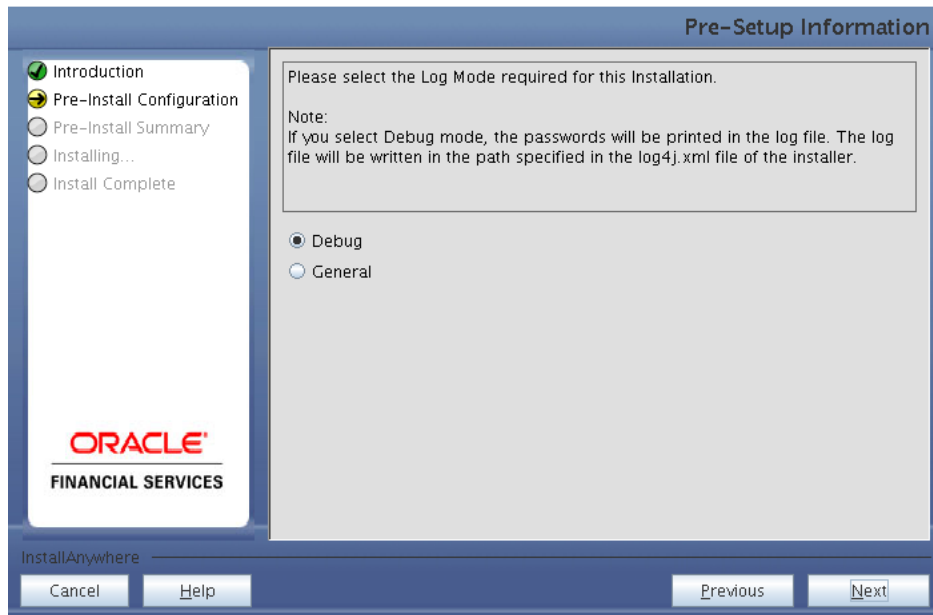 Pre-Setup Information
Introduction
Pre-Install Configuration
Pre-Install Summary
Installing...
Install Complete
ORACLE'
FINANCIAL SERVICES
Please select the Log Mode required for this Installation.
Note:
If you select Debug mode, the passwords will be printed in the log file. The log
file will be written in the path specified in the log4j.xml file of the installer.
Debug
General
InstallAnywhere
Cancel
Help
Previous
Next